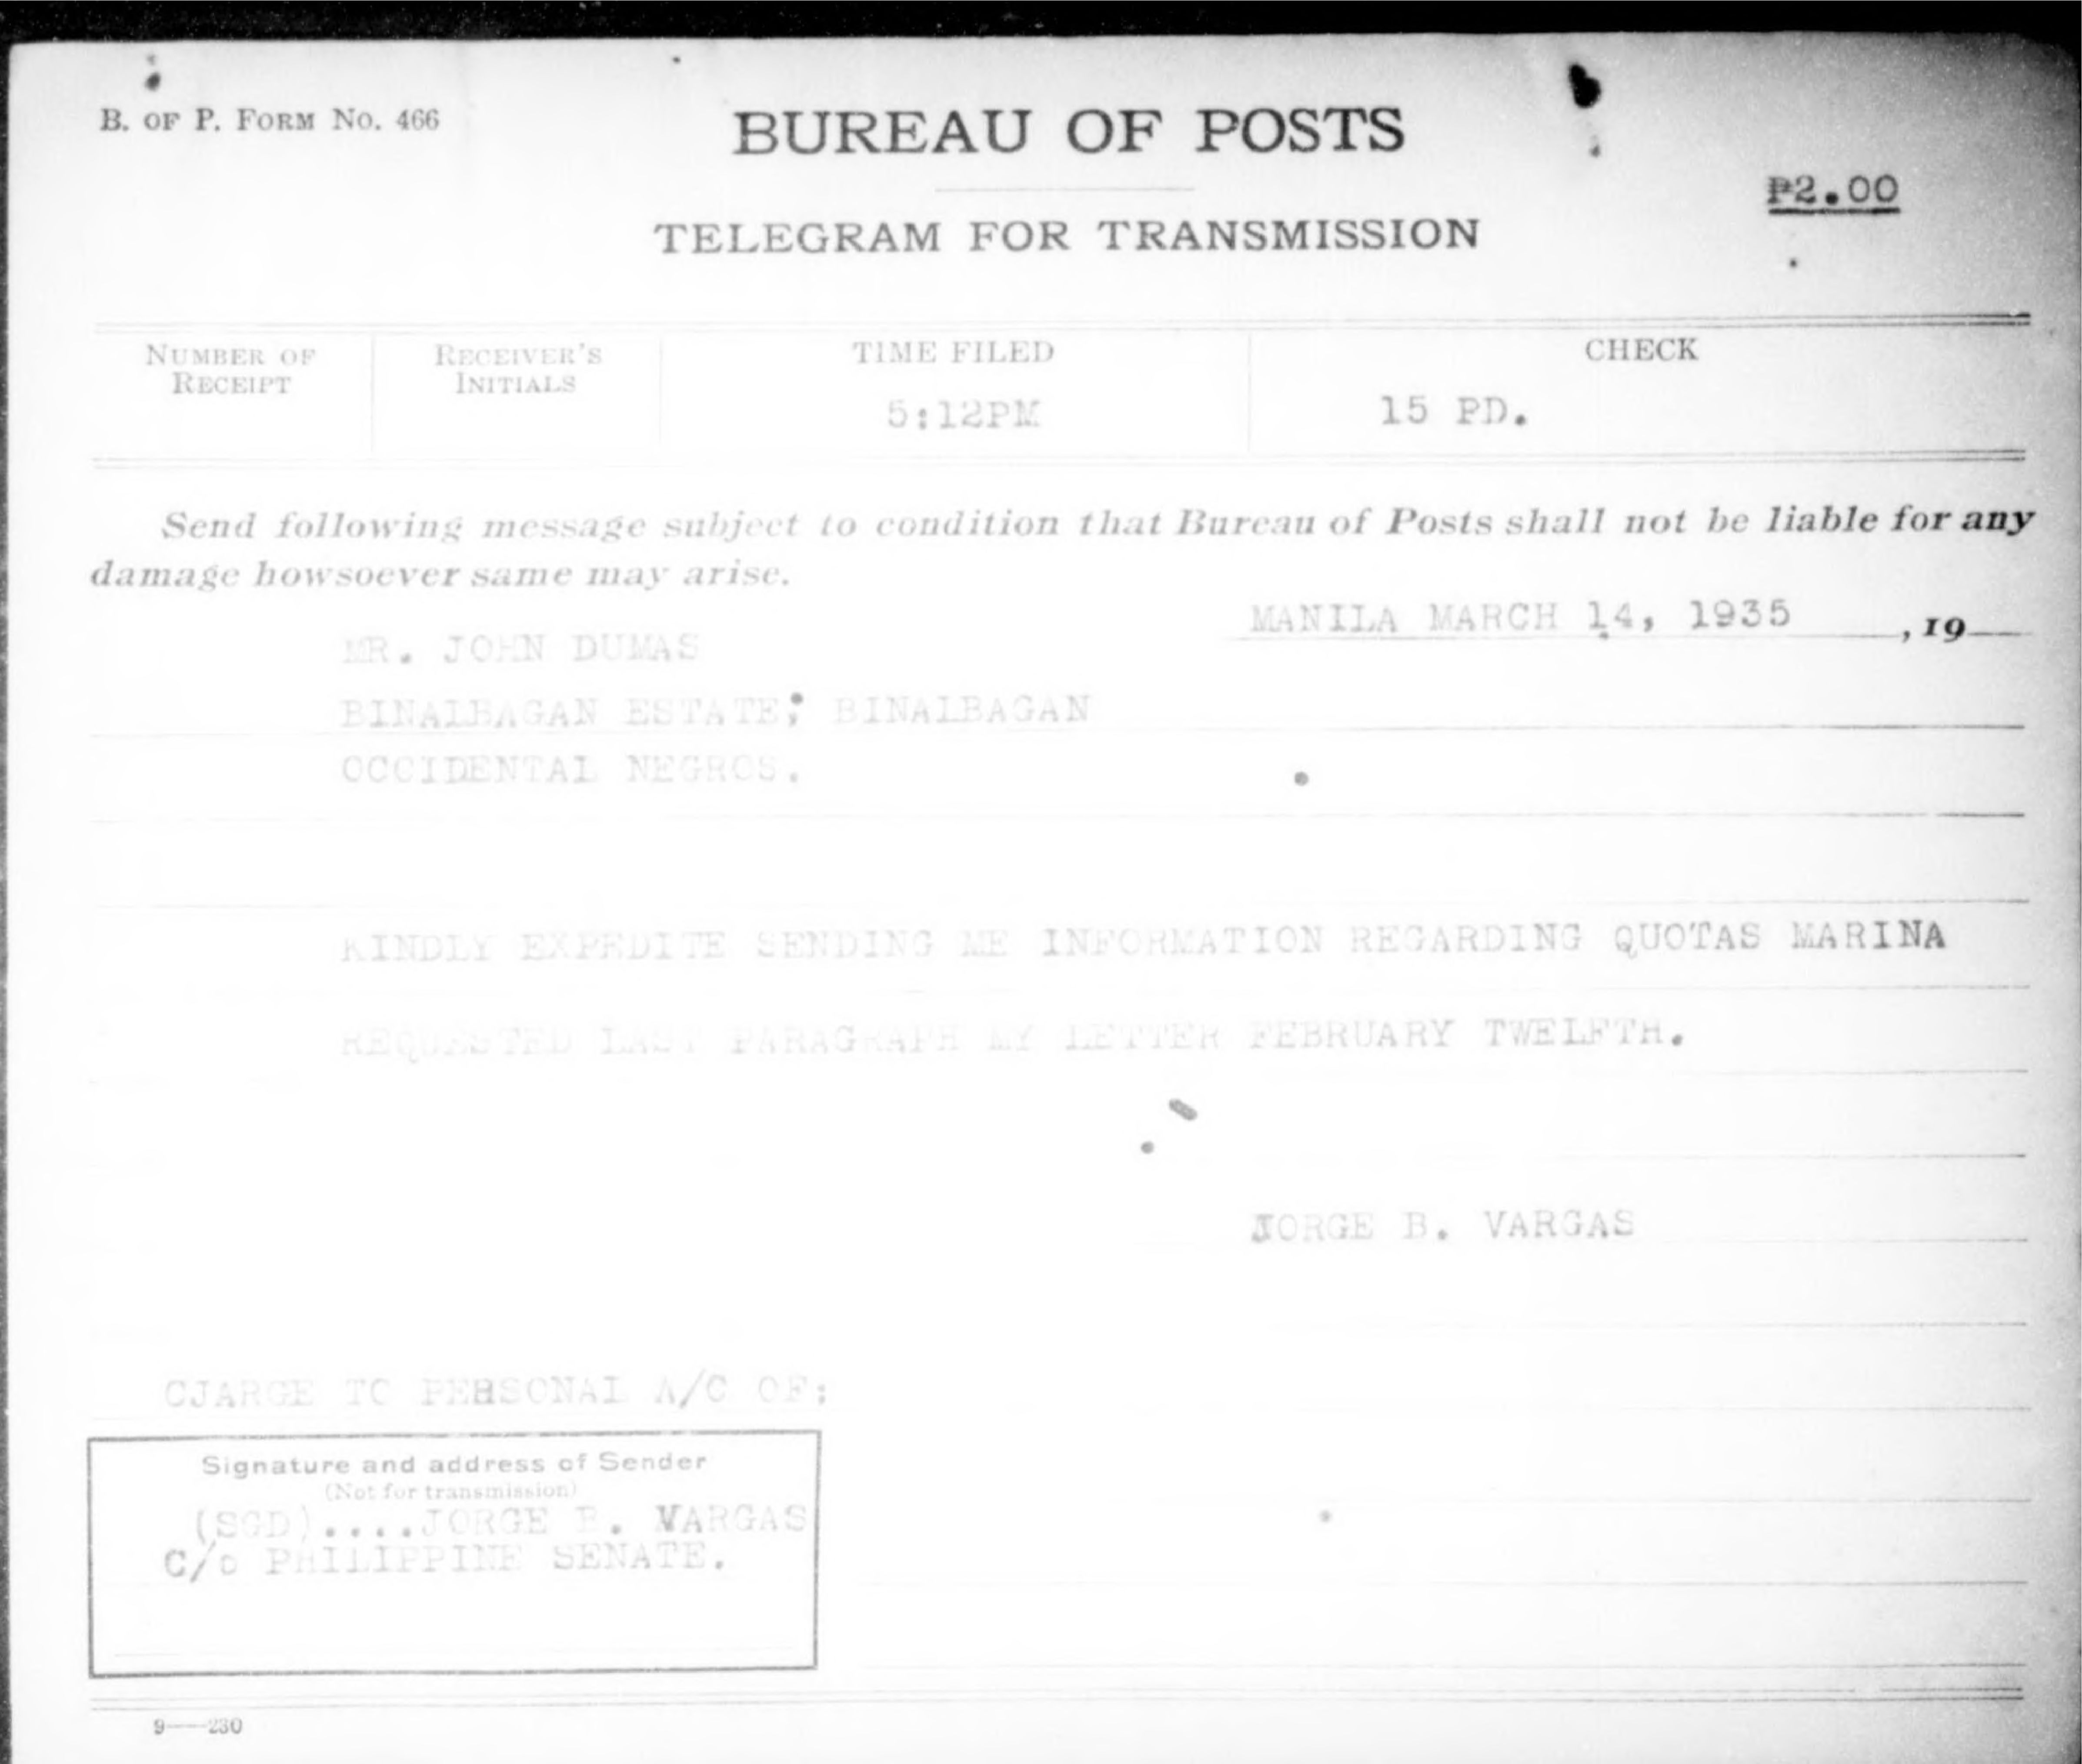 B. OF P. FORM NO. 466
BUREAU OF POSTS
₱2.00
TELEGRAM FOR TRANSMISSION
NUMBER OF RECEIPT
RECEIVER'S INITIALS
TIME FILED
CHECK
5:12PM
15 PD.
Send following message subject to condition that Bureau of Posts shall not be liable for any
damage howsoever same may arise.
MANILA MARCH 14, 1935 , 19
MR. JOHN DUMAS
BINALBAGAN ESTATE; BINALBAGAN
OCCIDENTAL NEGROS.
KINDLY EXPEDITE SENDING ME INFORMATION REGARDING QUOTAS MARINA
REQUESTED LAST PARAGRAPH MY LETTER FEBRUARY TWELFTH.
JORGE B. VARGAS
CJARGE TO PERSONAL A/C OF;
Signature and address of Sender
(Not for transmission)
(SGD)....JORGE B. VARGAS
C/o PHILIPPINE SENATE.
9—230